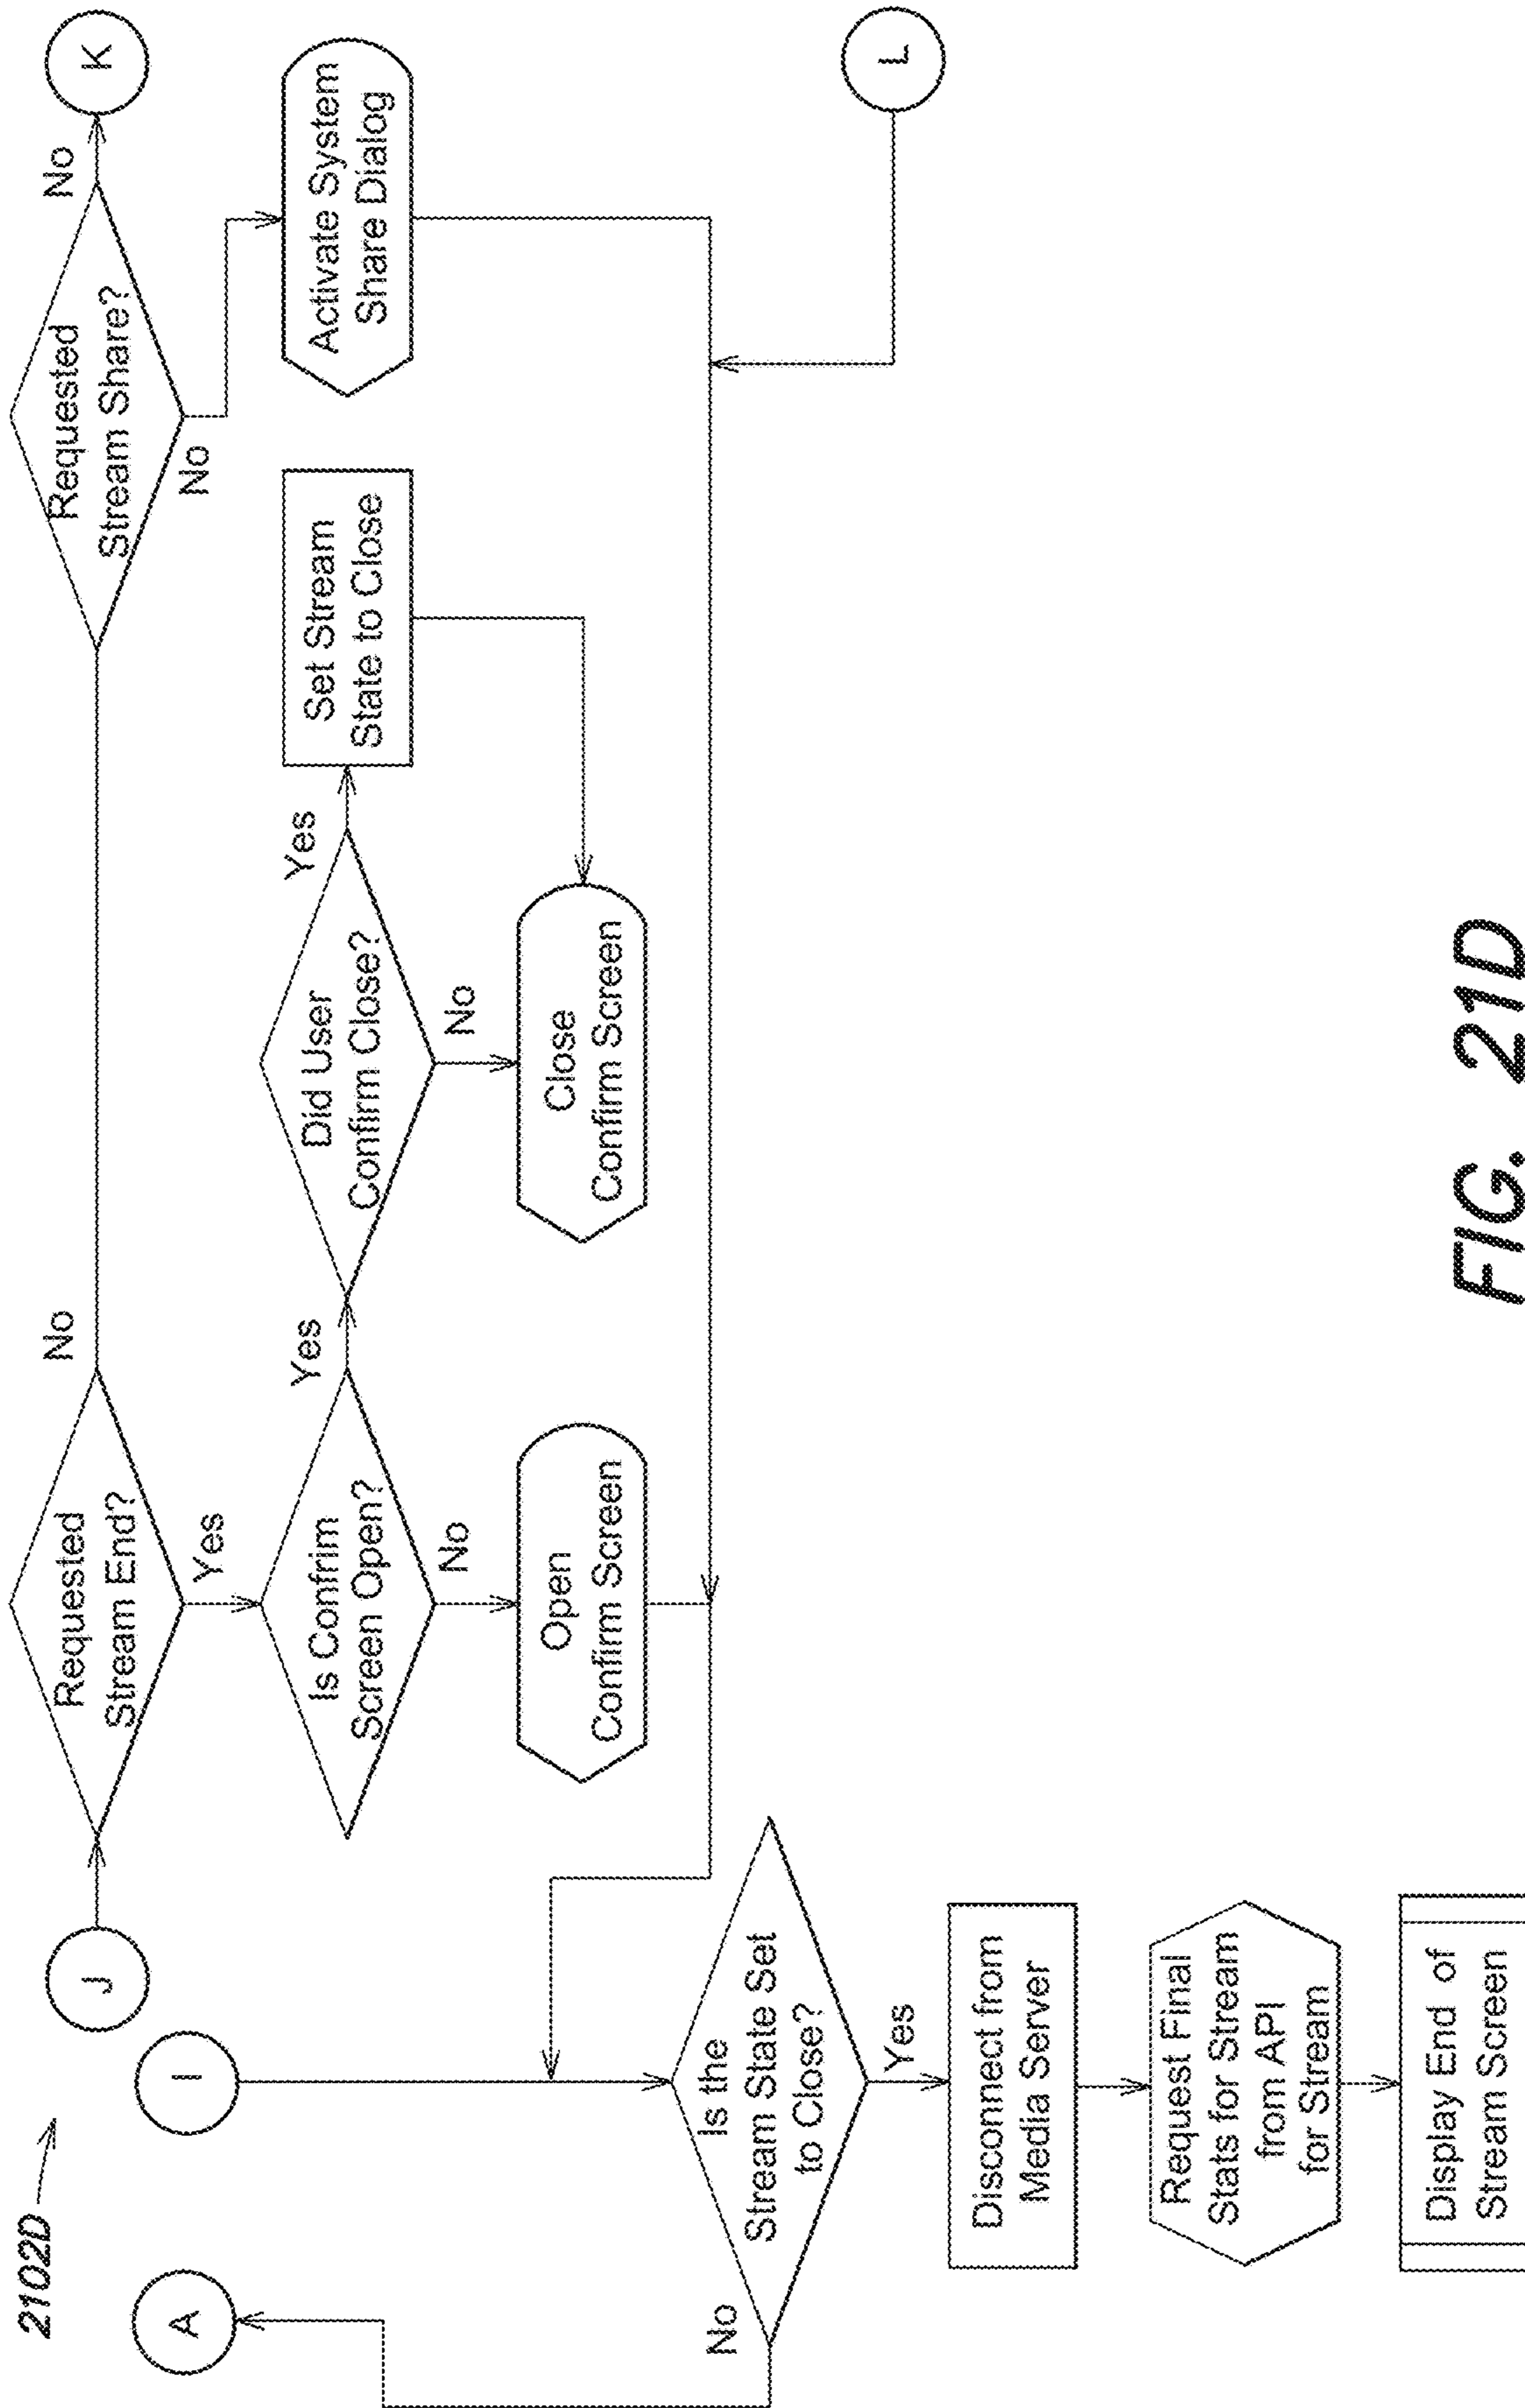 2102D
A
I
J
Requested
Stream End?
No
Yes
Requested
Stream Share?
No
No
K
Is Confrim
Screen Open?
Yes
No
Did User
Confirm Close?
Yes
No
Set Stream
State to Close
Activate System
Share Dialog
Open
Confirm Screen
Close
Confirm Screen
L
Is the
Stream State Set
to Close?
No
Yes
Disconnect from
Media Server
Request Final
Stats for Stream
from API
for Stream
Display End of
Stream Screen
FIG. 21D